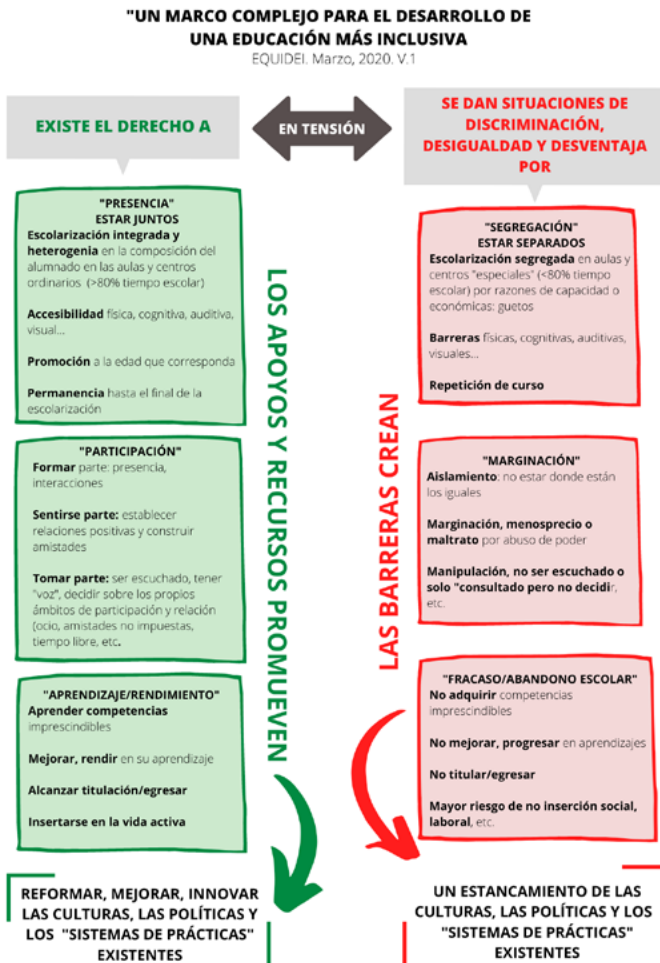 "UN MARCO COMPLEJO PARA EL DESARROLLO DE
UNA EDUCACIÓN MÁS INCLUSIVA
EQUIDEI. Marzo, 2020. V.1
EXISTE EL DERECHO A
EN TENSIÓN
SE DAN SITUACIONES DE
DISCRIMINACIÓN,
DESIGUALDAD Y DESVENTAJA
POR
"PRESENCIA"
ESTAR JUNTOS
Escolarización integrada y
heterogenia en la composición del
alumnado en las aulas y centros
ordinarios (>80% tiempo escolar)
Accesibilidad física, cognitiva, auditiva,
visual...
Promoción a la edad que corresponda
Permanencia hasta el final de la
escolarización
"PARTICIPACIÓN"
Formar parte: presencia,
interacciones
Sentirse parte: establecer
relaciones positivas y construir
amistades
Tomar parte: ser escuchado, tener
"voz", decidir sobre los propios
ámbitos de participación y relación
(ocio, amistades no impuestas,
tiempo libre, etc.
"APRENDIZAJE/RENDIMIENTO"
Aprender competencias
imprescindibles
Mejorar, rendir en su aprendizaje
Alcanzar titulación/egresar
Insertarse en la vida activa
LOS APOYOS Y RECURSOS PROMUEVEN
REFORMAR, MEJORAR, INNOVAR
LAS CULTURAS, LAS POLÍTICAS Y
LOS "SISTEMAS DE PRÁCTICAS"
EXISTENTES
LAS BARRERAS CREAN
"SEGREGACIÓN"
ESTAR SEPARADOS
Escolarización segregada en aulas y
centros "especiales" (<80% tiempo
escolar) por razones de capacidad o
económicas: guetos
Barreras físicas, cognitivas, auditivas,
visuales...
Repetición de curso
"MARGINACIÓN"
Aislamiento: no estar donde están
los iguales
Marginación, menosprecio o
maltrato por abuso de poder
Manipulación, no ser escuchado o
solo "consultado pero no decidir,
etc.
"FRACASO/ABANDONO ESCOLAR"
No adquirir competencias
imprescindibles
No mejorar, progresar en aprendizajes
No titular/egresar
Mayor riesgo de no inserción social,
laboral, etc.
UN ESTANCAMIENTO DE LAS
CULTURAS, LAS POLÍTICAS Y LOS
"SISTEMAS DE PRÁCTICAS"
EXISTENTES